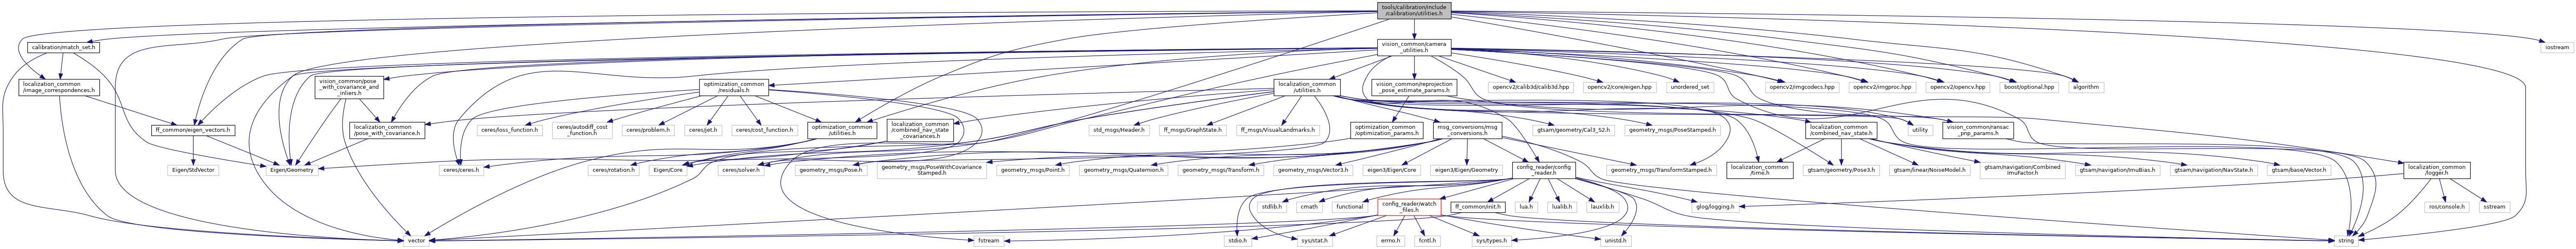 tools/calibration/include
/calibration/utilities.h
calibration/match_set.h
vision_common/camera
_utilities.h
iostream
localization_common
/image_correspondences.h
vision_common/pose
_with_covariance_and
_inliers.h
optimization_common
/residuals.h
localization_common
/utilities.h
vision_common/reprojection
_pose_estimate_params.h
opencv2/calib3d/calib3d.hpp
opencv2/core/eigen.hpp
unordered_set
opencv2/imgcodecs.hpp
opencv2/imgproc.hpp
opencv2/opencv.hpp
boost/optional.hpp
algorithm
ff_common/eigen_vectors.h
localization_common
/pose_with_covariance.h
ceres/loss_function.h
ceres/autodiff_cost
_function.h
ceres/problem.h
ceres/jet.h
ceres/cost_function.h
optimization_common
/utilities.h
localization_common
/combined_nav_state
_covariances.h
std_msgs/Header.h
ff_msgs/GraphState.h
ff_msgs/VisualLandmarks.h
optimization_common
/optimization_params.h
msg_conversions/msg
_conversions.h
gtsam/geometry/Cal3_S2.h
geometry_msgs/PoseStamped.h
localization_common
/combined_nav_state.h
utility
vision_common/ransac
_pnp_params.h
Eigen/StdVector
Eigen/Geometry
ceres/ceres.h
ceres/rotation.h
Eigen/Core
ceres/solver.h
geometry_msgs/Pose.h
geometry_msgs/PoseWithCovariance
Stamped.h
geometry_msgs/Point.h
geometry_msgs/Quaternion.h
geometry_msgs/Transform.h
geometry_msgs/Vector3.h
eigen3/Eigen/Core
eigen3/Eigen/Geometry
config_reader/config
_reader.h
geometry_msgs/TransformStamped.h
localization_common
/time.h
gtsam/geometry/Pose3.h
gtsam/linear/NoiseModel.h
gtsam/navigation/Combined
ImuFactor.h
gtsam/navigation/ImuBias.h
gtsam/navigation/NavState.h
gtsam/base/Vector.h
localization_common
/logger.h
stdlib.h
cmath
functional
config_reader/watch
_files.h
ff_common/init.h
lua.h
lualib.h
lauxlib.h
glog/logging.h
ros/console.h
sstream
vector
fstream
stdio.h
sys/stat.h
errno.h
fcntl.h
sys/types.h
unistd.h
string